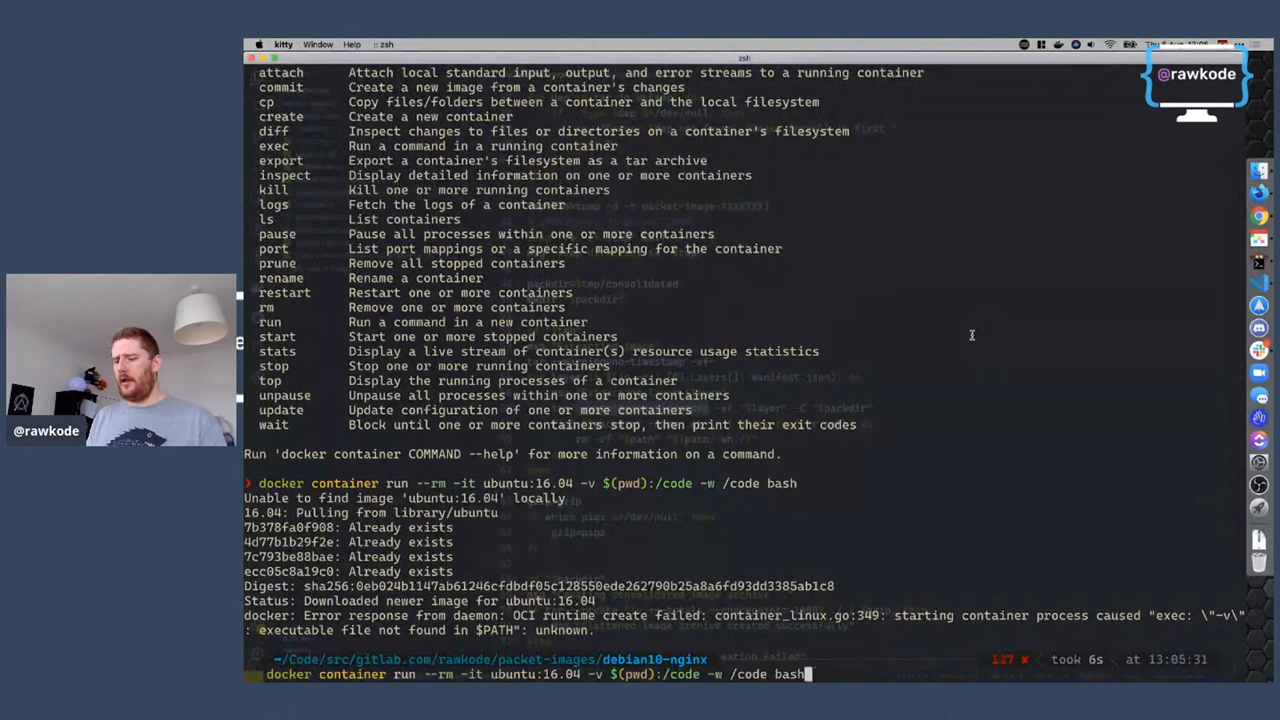 kitty Window Help :: zsh
zsh
@rawkode
attach Attach local standard input, output, and error streams to a running container
commit Create a new image from a container's changes
cp Copy files/folders between a container and the local filesystem
create Create a new container
diff Inspect changes to files or directories on a container's filesystem
exec Run a command in a running container
export Export a container's filesystem as a tar archive
inspect Display detailed information on one or more containers
kill Kill one or more running containers
logs Fetch the logs of a container
ls List containers
pause Pause all processes within one or more containers
port List port mappings or a specific mapping for the container
prune Remove all stopped containers
rename Rename a container
restart Restart one or more containers
rm Remove one or more containers
run Run a command in a new container
start Start one or more stopped containers
stats Display a live stream of container(s) resource usage statistics
stop Stop one or more running containers
top Display the running processes of a container
unpause Unpause all processes within one or more containers
update Update configuration of one or more containers
wait Block until one or more containers stop, then print their exit codes
Run 'docker container COMMAND --help' for more information on a command.
❯ docker container run --rm -it ubuntu:16.04 -v $(pwd):/code -w /code bash
Unable to find image 'ubuntu:16.04' locally
16.04: Pulling from library/ubuntu
7b378fa0f908: Already exists
4d77b1b29f2e: Already exists
7c793be88bae: Already exists
ecc05c8a19c0: Already exists
Digest: sha256:0eb024b1147ab61246cfdbdf05c128550ede262790b25a8a6fd93dd3385ab1c8
Status: Downloaded newer image for ubuntu:16.04
docker: Error response from daemon: OCI runtime create failed: container_linux.go:349: starting container process caused "exec: \"-v\"
: executable file not found in $PATH": unknown.
~/Code/src/gitlab.com/rawkode/packet-images/debian10-nginx 127 ✘ took 6s at 13:05:31
docker container run --rm -it ubuntu:16.04 -v $(pwd):/code -w /code bash
@rawkode